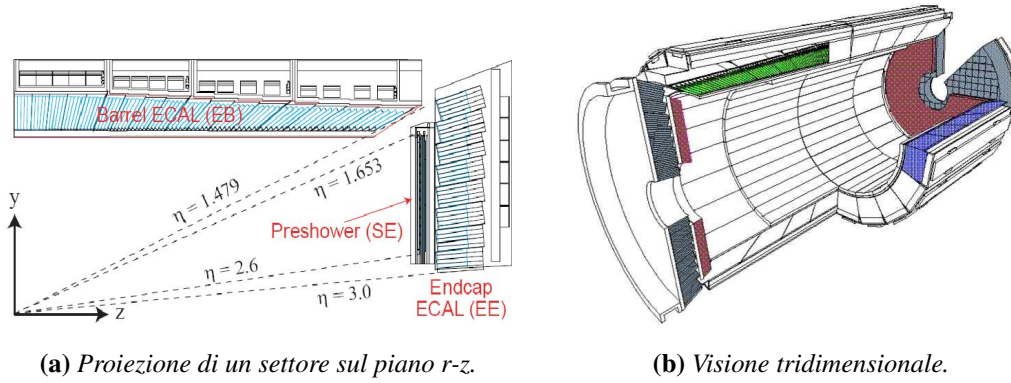 Barrel ECAL (EB)
y
η = 1.479
η = 1.653
Preshower (SE)
η = 2.6
η = 3.0
z
Endcap
ECAL (EE)
(a) Proiezione di un settore sul piano r-z.
(b) Visione tridimensionale.